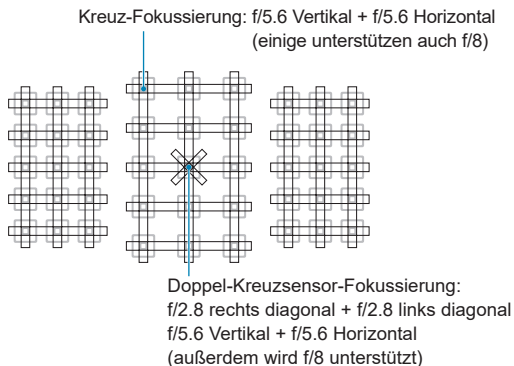 Kreuz-Fokussierung: f/5.6 Vertikal + f/5.6 Horizontal
(einige unterstützen auch f/8)
Doppel-Kreuzsensor-Fokussierung:
f/2.8 rechts diagonal + f/2.8 links diagonal
f/5.6 Vertikal + f/5.6 Horizontal
(außerdem wird f/8 unterstützt)